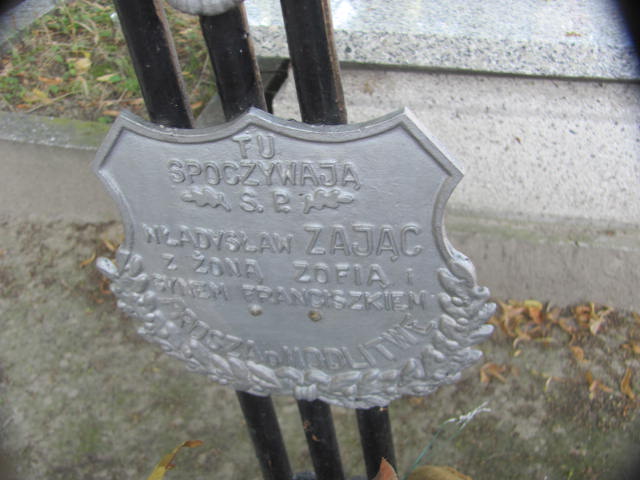 TU
SPOCZYWAJĄ
Ś.P.
WŁADYSŁAW ZAJĄC
Z ŻONĄ ZOFIĄ I
SYNEM FRANCISZKIEM
PROSZĄ O MODLITWĘ